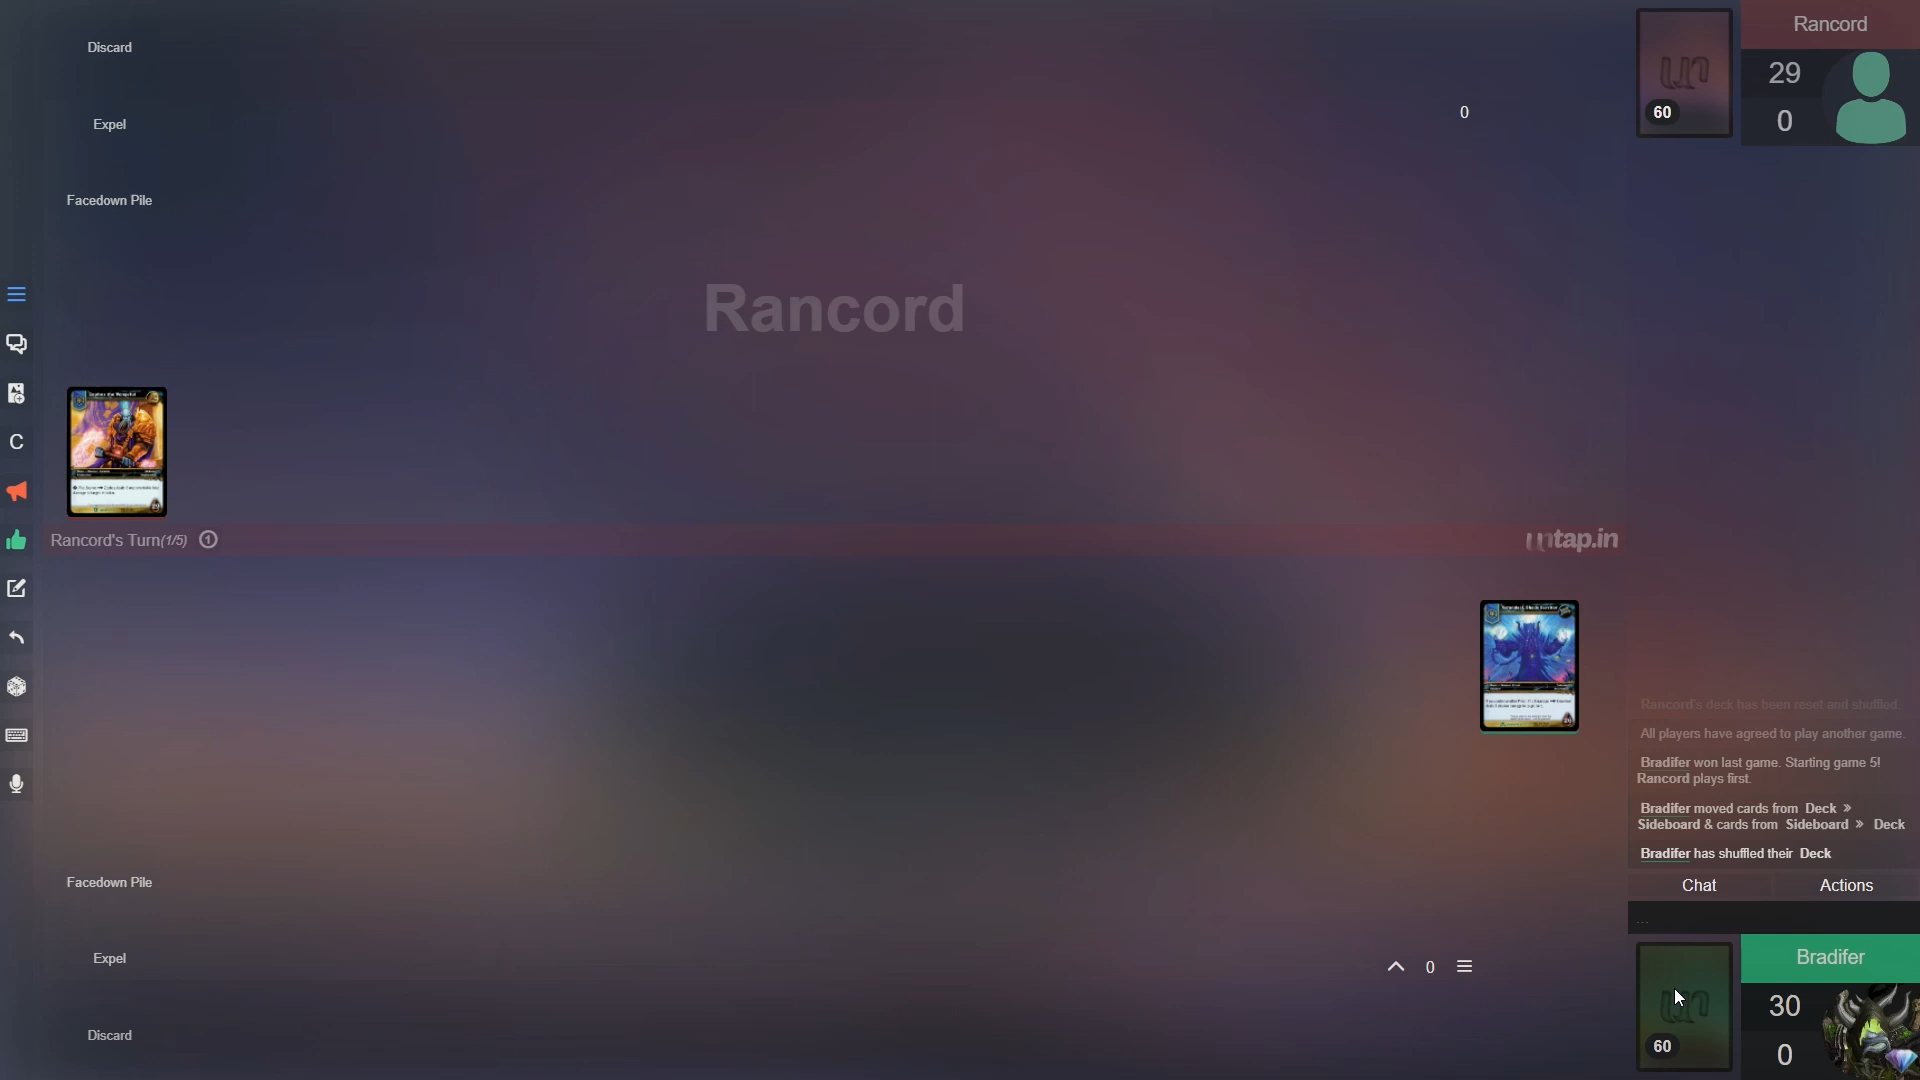 Discard
Expel
Facedown Pile
0
60
Rancord
29
0
Rancord
Rancord's Turn(1/5) 1
untap.in
C
Rancord's deck has been reset and shuffled.
All players have agreed to play another game.
Bradifer won last game. Starting game 5!
Rancord plays first.
Bradifer moved cards from Deck »
Sideboard & cards from Sideboard » Deck
Bradifer has shuffled their Deck
Chat Actions
...
Facedown Pile
Expel
Discard
0
60
Bradifer
30
0